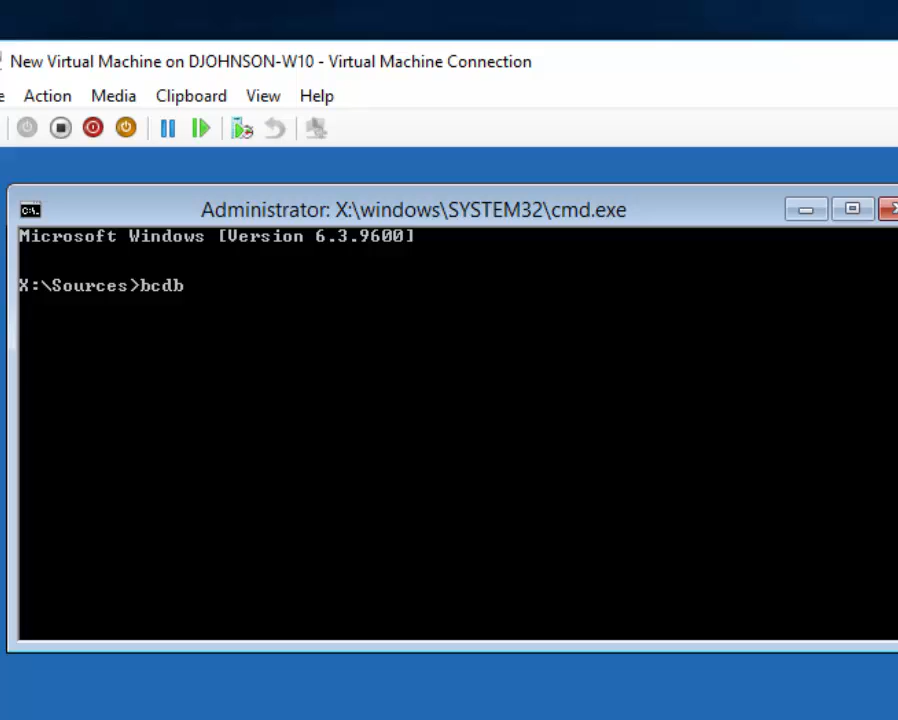 New Virtual Machine on DJOHNSON-W10 - Virtual Machine Connection
e Action Media Clipboard View Help
C:\.
Administrator: X:\windows\SYSTEM32\cmd.exe
Microsoft Windows [Version 6.3.9600]
X:\Sources>bcdb